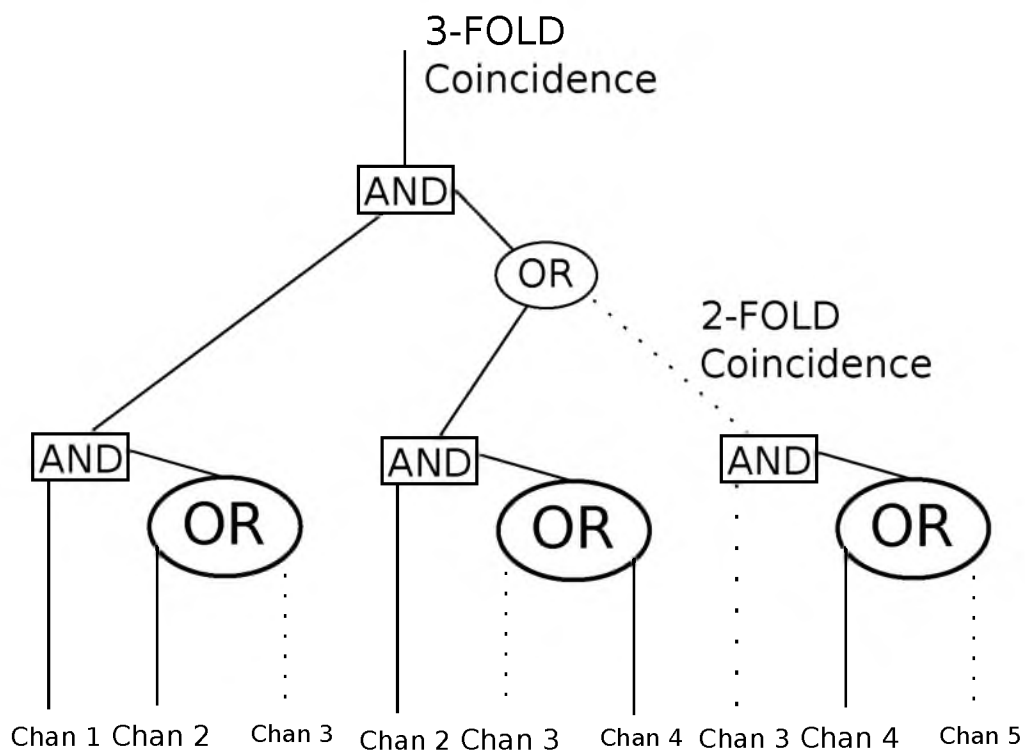 3-FOLD
Coincidence
AND
OR
2-FOLD
Coincidence
AND
AND
AND
OR
OR
OR
Chan 1 Chan 2 Chan 3 Chan 2 Chan 3 Chan 4 Chan 3 Chan 4 Chan 5